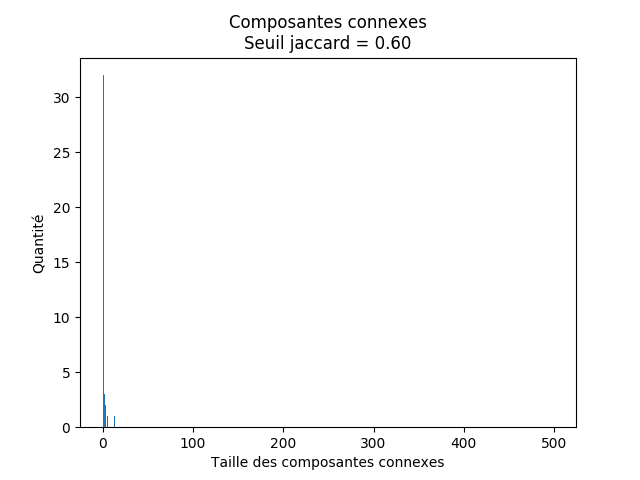 Composantes connexes
Seuil jaccard = 0.60
30
25
20
15
10
5
0
Quantité
0 100 200 300 400 500
Taille des composantes connexes